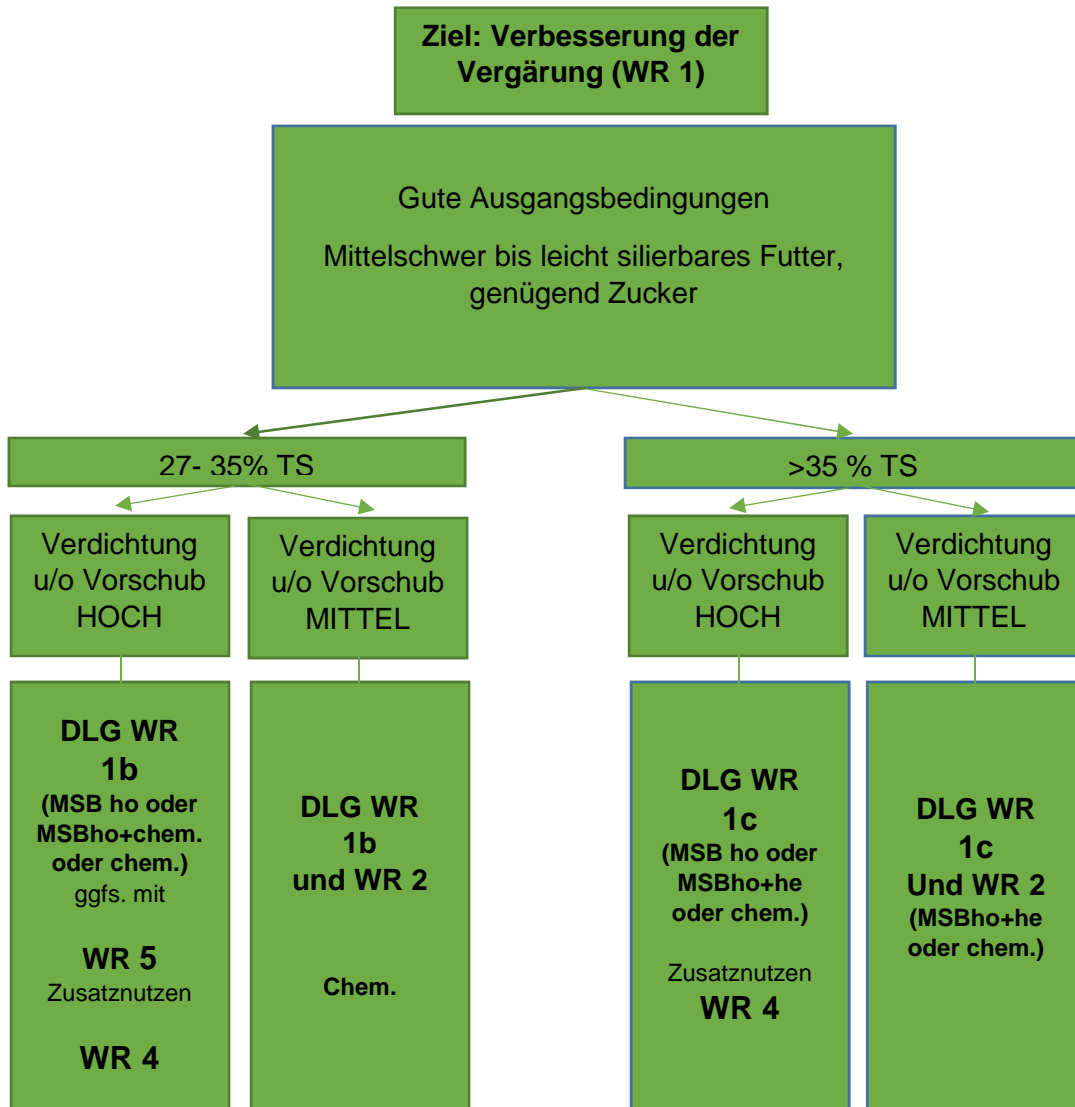 Ziel: Verbesserung der
Vergärung (WR 1)
Gute Ausgangsbedingungen
Mittelschwer bis leicht silierbares Futter,
genügend Zucker
27- 35% TS
>35 % TS
Verdichtung
u/o Vorschub
HOCH
Verdichtung
u/o Vorschub
MITTEL
Verdichtung
u/o Vorschub
HOCH
Verdichtung
u/o Vorschub
MITTEL
DLG WR
1b
(MSB ho oder
MSBho+chem.
oder chem.)
ggfs. mit
WR 5
Zusatznutzen
WR 4
DLG WR
1b
und WR 2
Chem.
DLG WR
1c
(MSB ho oder
MSBho+he
oder chem.)
Zusatznutzen
WR 4
DLG WR
1c
Und WR 2
(MSBho+he
oder chem.)